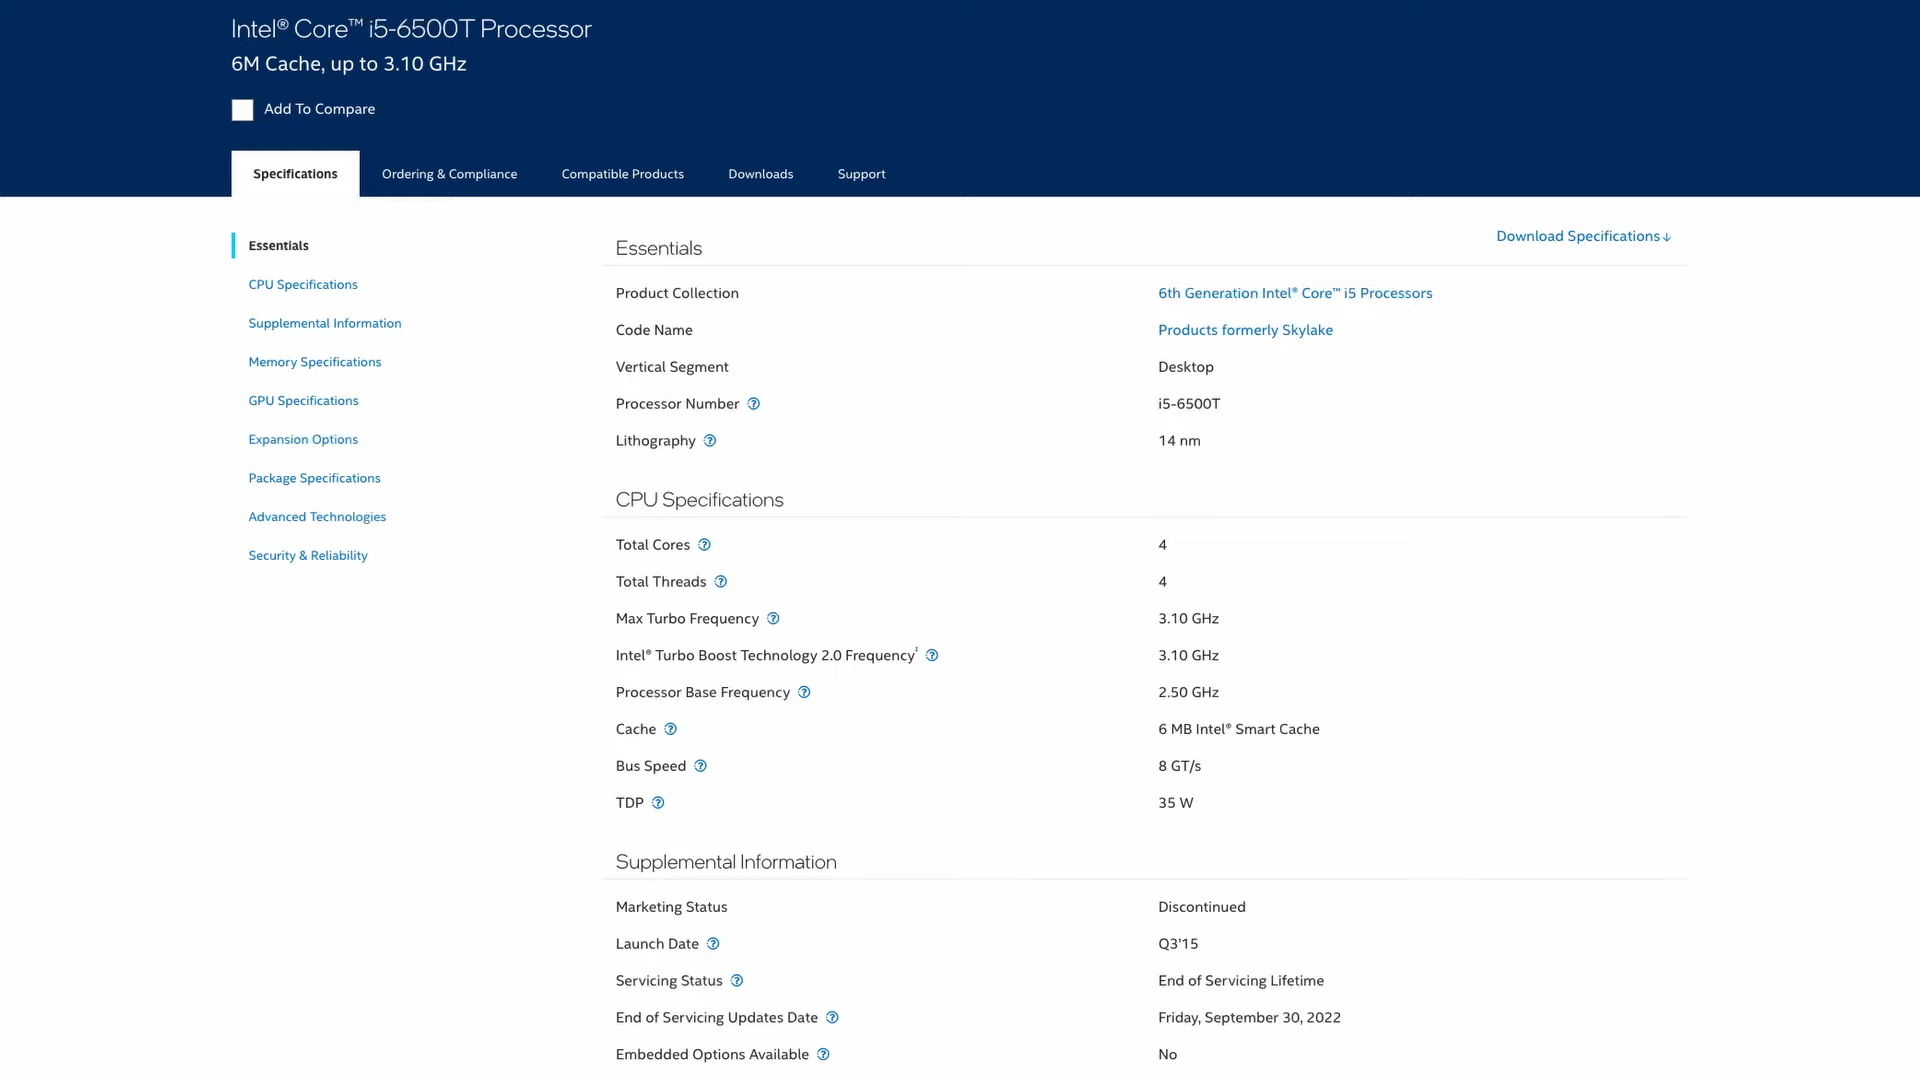 Intel® Core™ i5-6500T Processor
6M Cache, up to 3.10 GHz
Add To Compare
Specifications Ordering & Compliance Compatible Products Downloads Support
Essentials
CPU Specifications
Supplemental Information
Memory Specifications
GPU Specifications
Expansion Options
Package Specifications
Advanced Technologies
Security & Reliability
Download Specifications↓
Essentials
Product Collection 6th Generation Intel® Core™ i5 Processors
Code Name Products formerly Skylake
Vertical Segment Desktop
Processor Number ? i5-6500T
Lithography ? 14 nm
CPU Specifications
Total Cores ? 4
Total Threads ? 4
Max Turbo Frequency ? 3.10 GHz
Intel® Turbo Boost Technology 2.0 Frequency‡ ? 3.10 GHz
Processor Base Frequency ? 2.50 GHz
Cache ? 6 MB Intel® Smart Cache
Bus Speed ? 8 GT/s
TDP ? 35 W
Supplemental Information
Marketing Status Discontinued
Launch Date ? Q3'15
Servicing Status ? End of Servicing Lifetime
End of Servicing Updates Date ? Friday, September 30, 2022
Embedded Options Available ? No